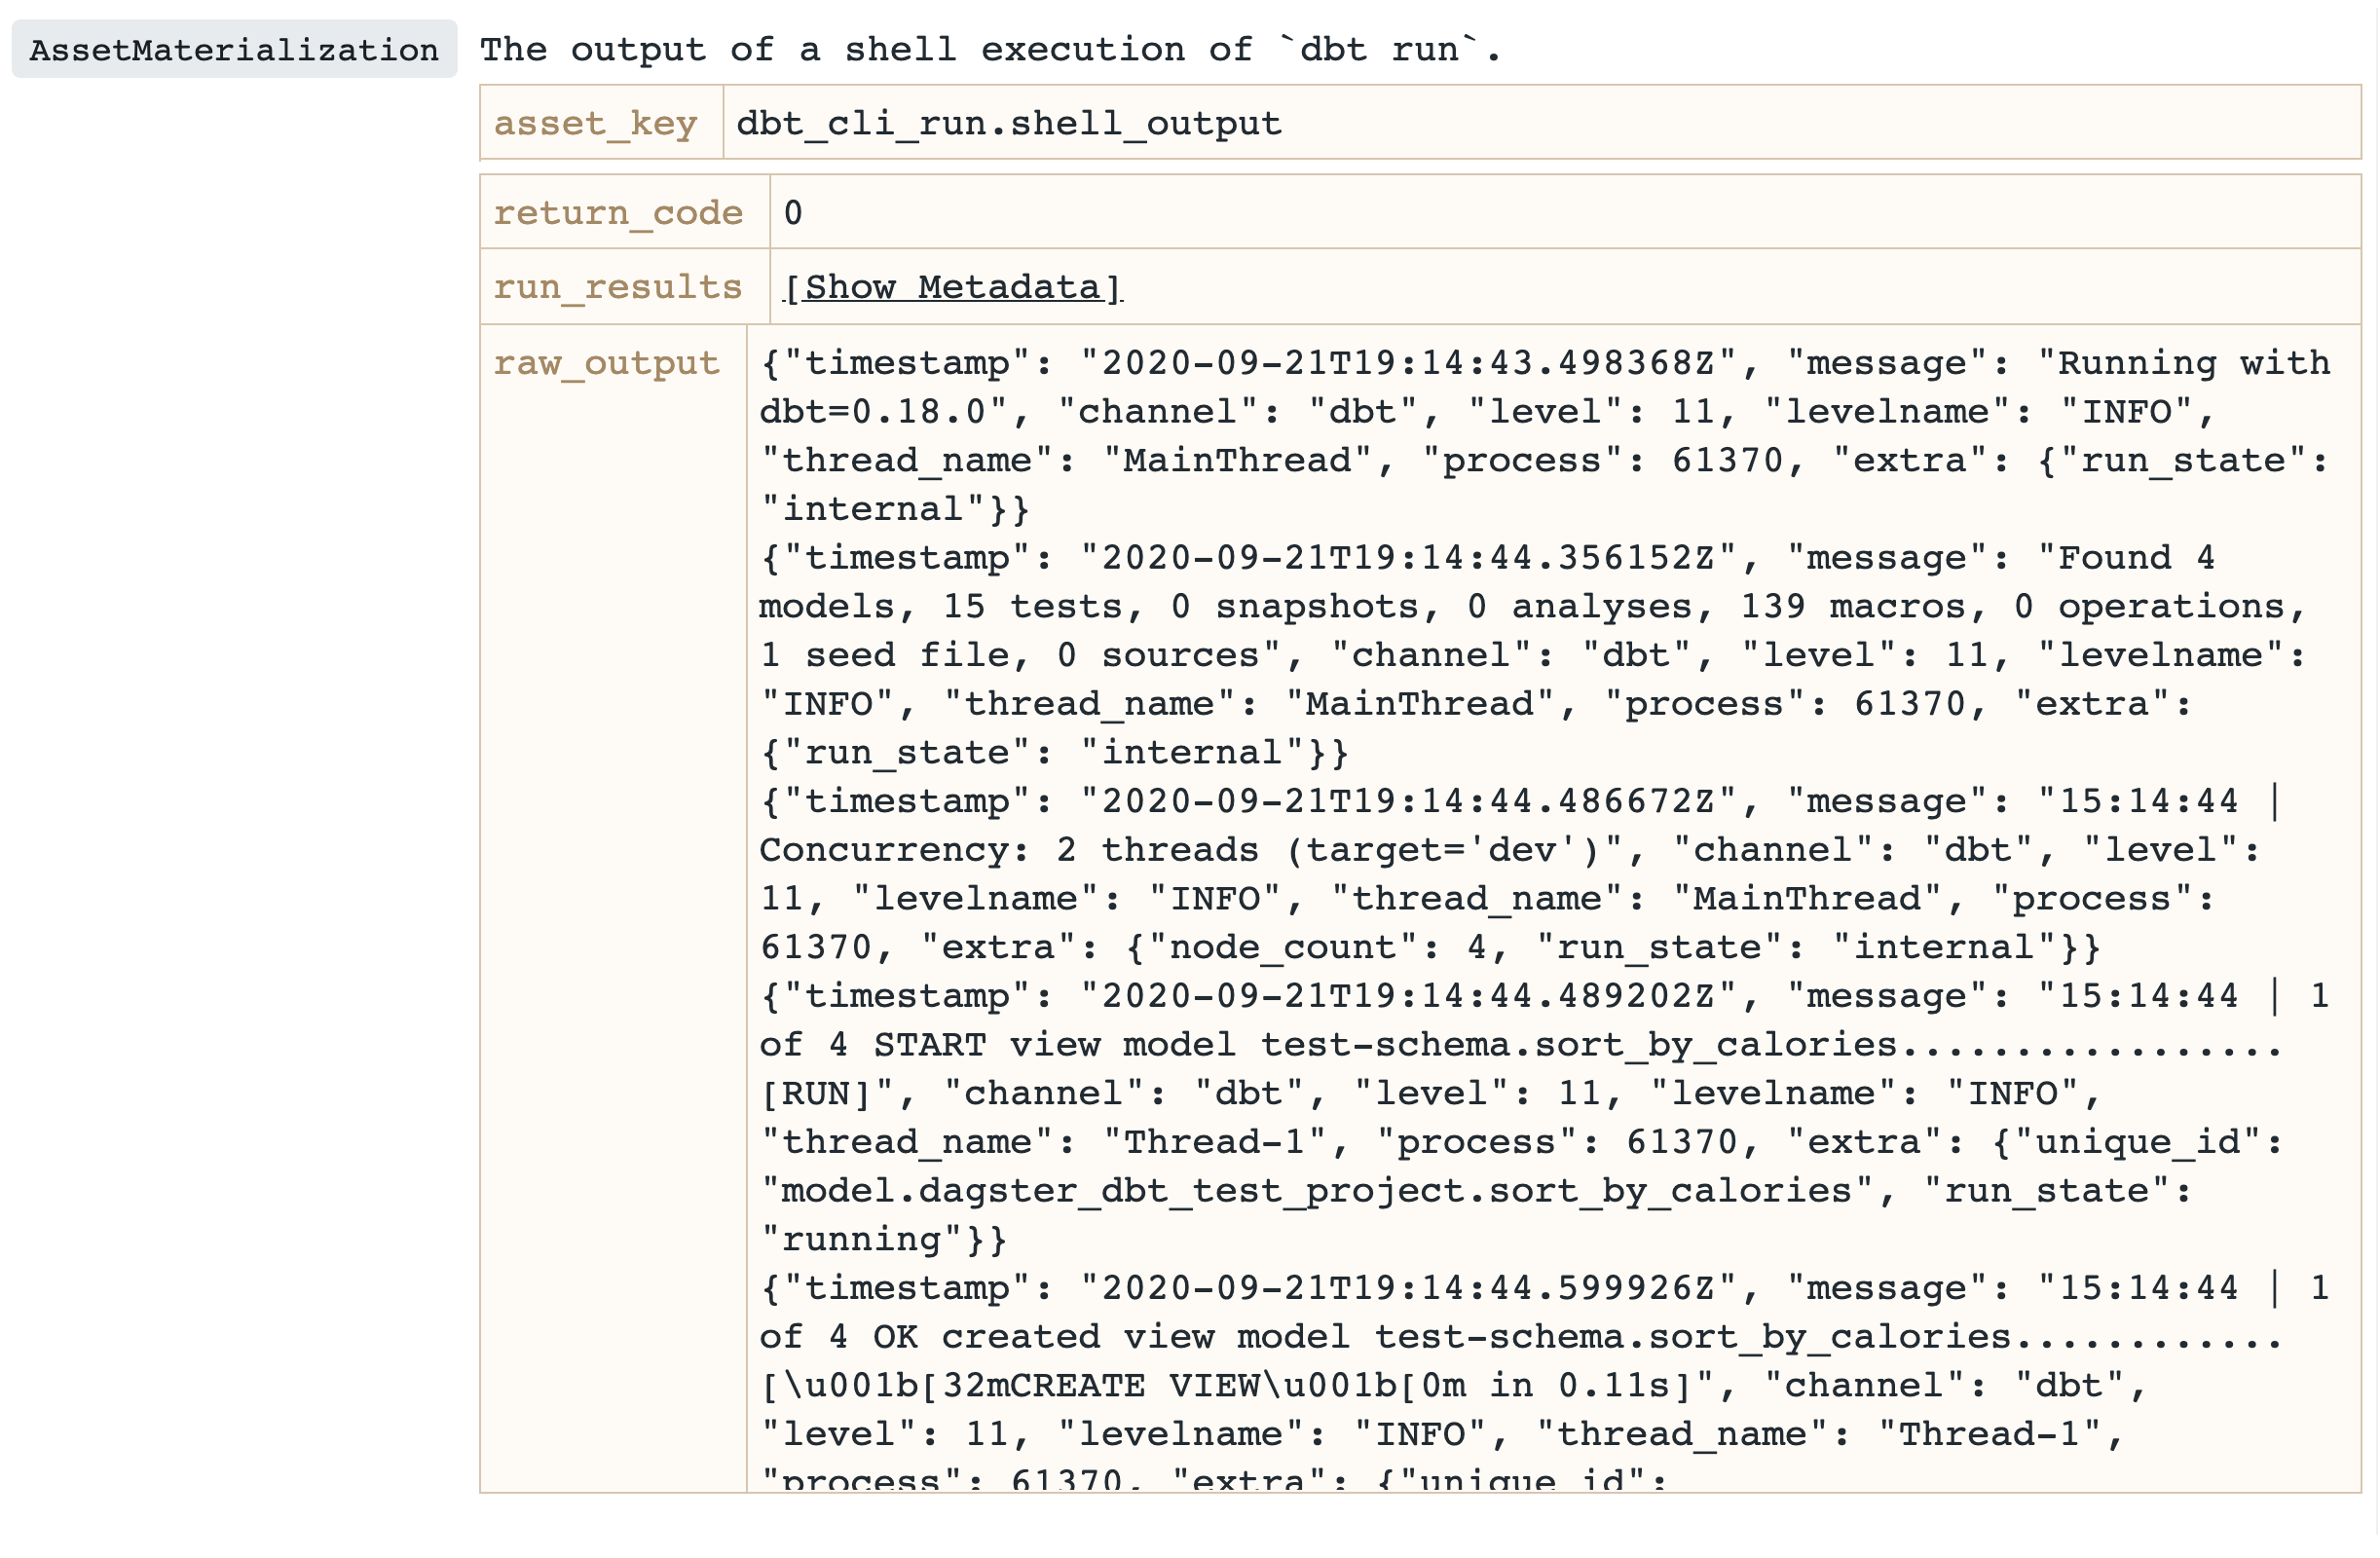 AssetMaterialization The output of a shell execution of `dbt run`.
asset_key dbt_cli_run.shell_output
return_code 0
run_results [Show Metadata]
raw_output {"timestamp": "2020-09-21T19:14:43.498368Z", "message": "Running with
dbt=0.18.0", "channel": "dbt", "level": 11, "levelname": "INFO",
"thread_name": "MainThread", "process": 61370, "extra": {"run_state":
"internal"}}
{"timestamp": "2020-09-21T19:14:44.356152Z", "message": "Found 4
models, 15 tests, 0 snapshots, 0 analyses, 139 macros, 0 operations,
1 seed file, 0 sources", "channel": "dbt", "level": 11, "levelname":
"INFO", "thread_name": "MainThread", "process": 61370, "extra":
{"run_state": "internal"}}
{"timestamp": "2020-09-21T19:14:44.486672Z", "message": "15:14:44 |
Concurrency: 2 threads (target='dev')", "channel": "dbt", "level":
11, "levelname": "INFO", "thread_name": "MainThread", "process":
61370, "extra": {"node_count": 4, "run_state": "internal"}}
{"timestamp": "2020-09-21T19:14:44.489202Z", "message": "15:14:44 | 1
of 4 START view model test-schema.sort_by_calories.................
[RUN]", "channel": "dbt", "level": 11, "levelname": "INFO",
"thread_name": "Thread-1", "process": 61370, "extra": {"unique_id":
"model.dagster_dbt_test_project.sort_by_calories", "run_state":
"running"}}
{"timestamp": "2020-09-21T19:14:44.599926Z", "message": "15:14:44 | 1
of 4 OK created view model test-schema.sort_by_calories............
[\u001b[32mCREATE VIEW\u001b[0m in 0.11s]", "channel": "dbt",
"level": 11, "levelname": "INFO", "thread_name": "Thread-1",
"process": 61370, "extra": {"unique_id":